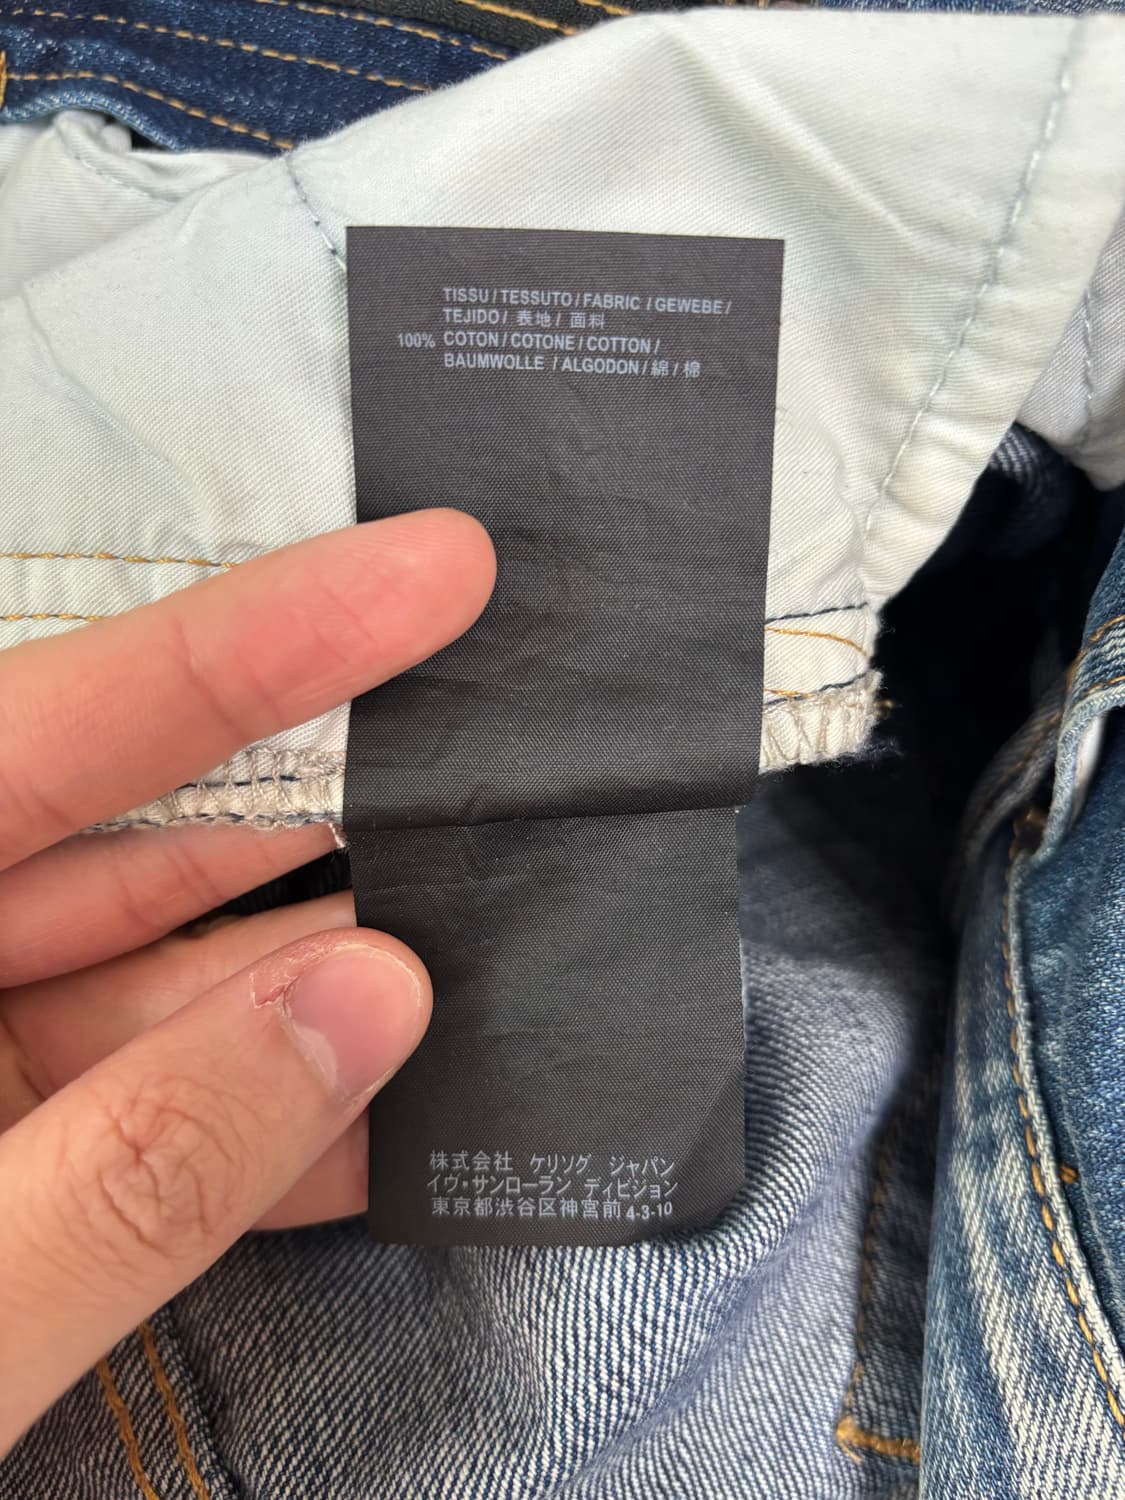 TISSU / TESSUTO / FABRIC / GEWEBE /
TEJIDO / 表地 / 面料
100% COTON / COTONE / COTTON /
BAUMWOLLE / ALGODON / 綿 / 棉
株式会社 ケリソグ ジャパン
イヴ・サンローラン ディビジョン
東京都渋谷区神宮前 4-3-10